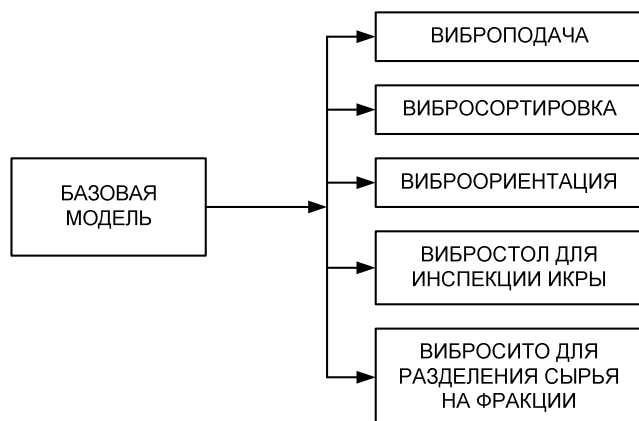 ВИБРОПОДАЧА
ВИБРОСОРТИРОВКА
БАЗОВАЯ
МОДЕЛЬ
ВИБРООРИЕНТАЦИЯ
ВИБРОСТОЛ ДЛЯ
ИНСПЕКЦИИ ИКРЫ
ВИБРОСИТО ДЛЯ
РАЗДЕЛЕНИЯ СЫРЬЯ
НА ФРАКЦИИ